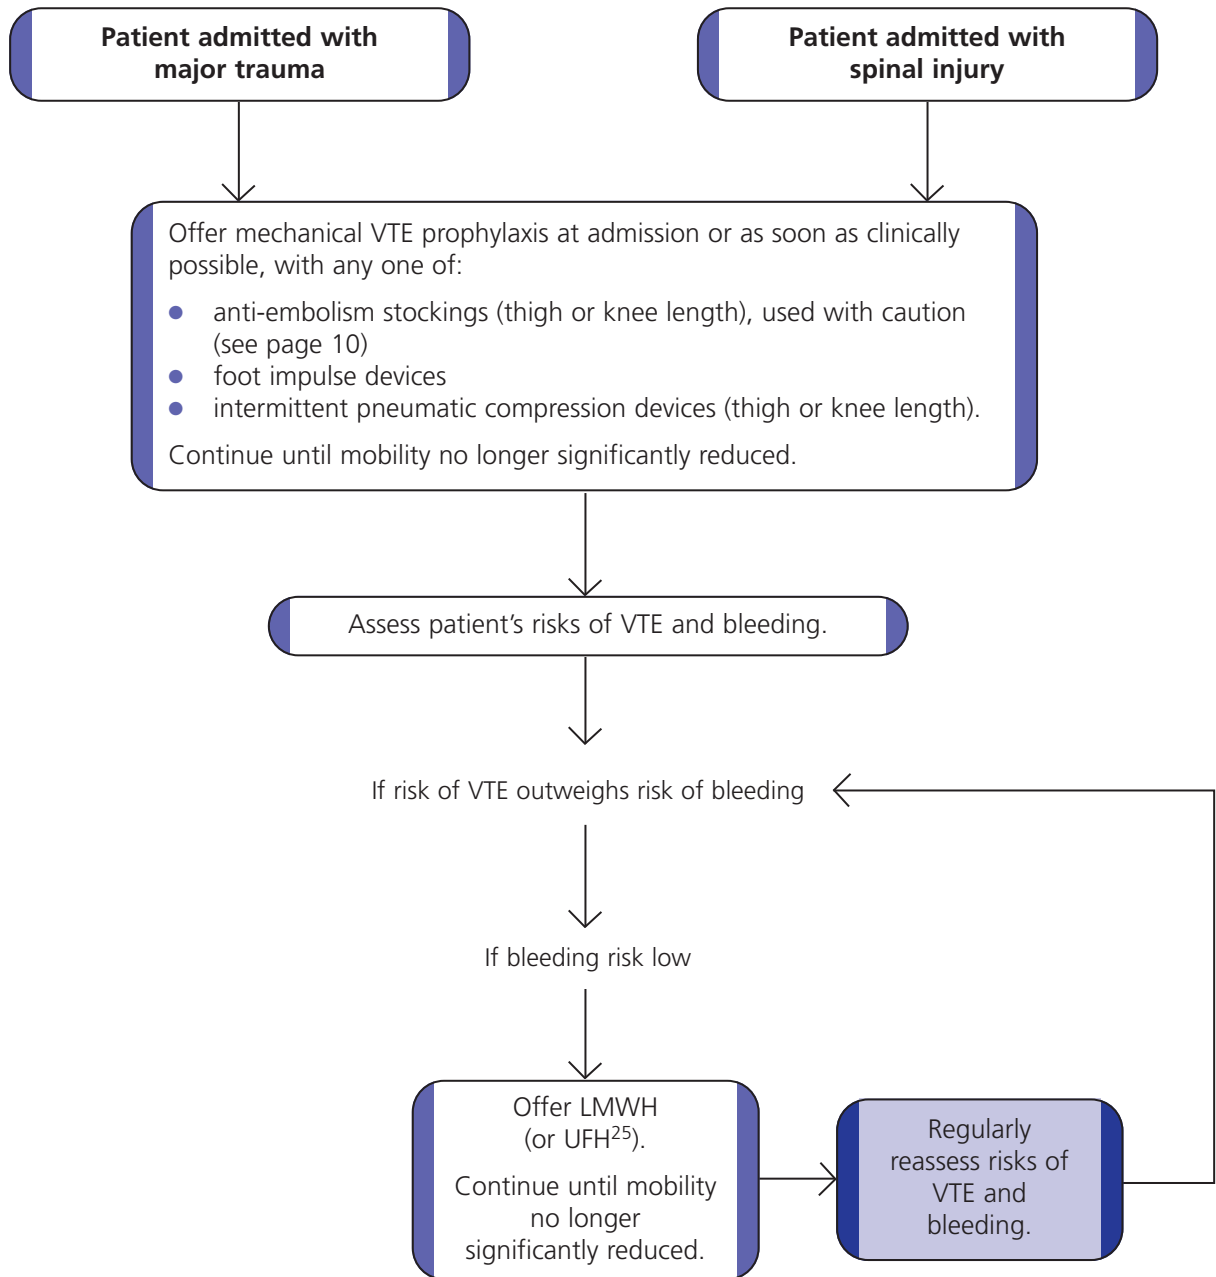 Patient admitted with
major trauma
Patient admitted with
spinal injury
Offer mechanical VTE prophylaxis at admission or as soon as clinically
possible, with any one of:
● anti-embolism stockings (thigh or knee length), used with caution
(see page 10)
● foot impulse devices
● intermittent pneumatic compression devices (thigh or knee length).
Continue until mobility no longer significantly reduced.
Assess patient’s risks of VTE and bleeding.
If risk of VTE outweighs risk of bleeding
If bleeding risk low
Offer LMWH
(or UFH²⁵).
Continue until mobility
no longer
significantly reduced.
Regularly
reassess risks of
VTE and
bleeding.